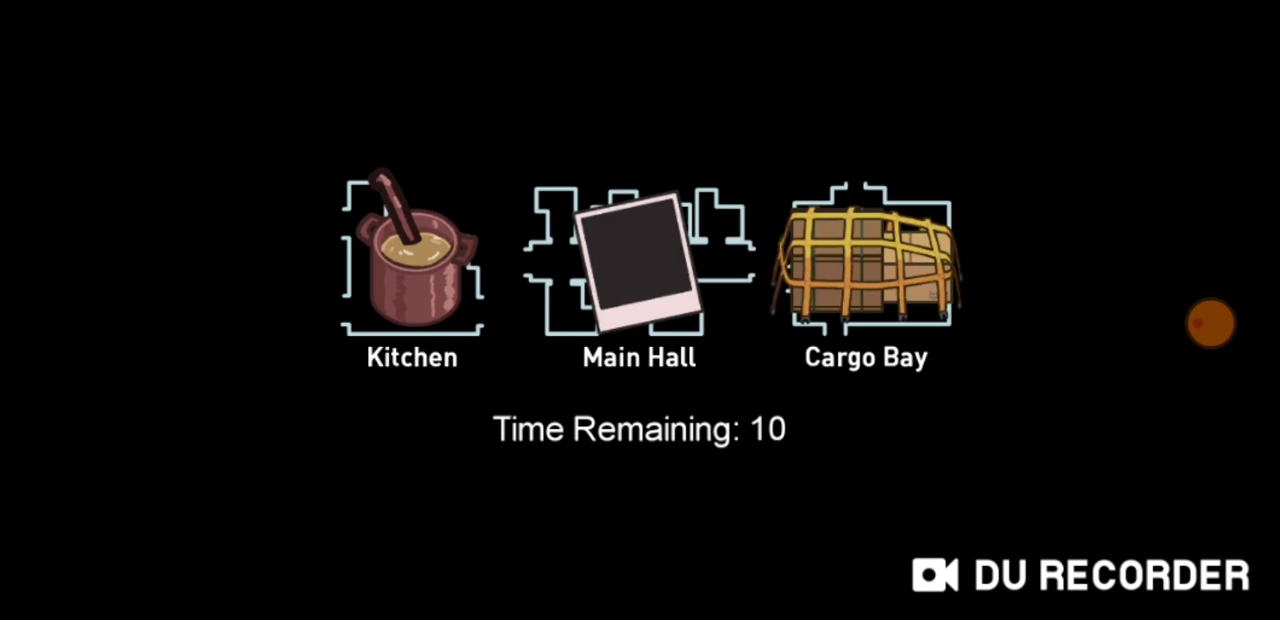 Kitchen
Main Hall
Cargo Bay
Time Remaining: 10
DU RECORDER